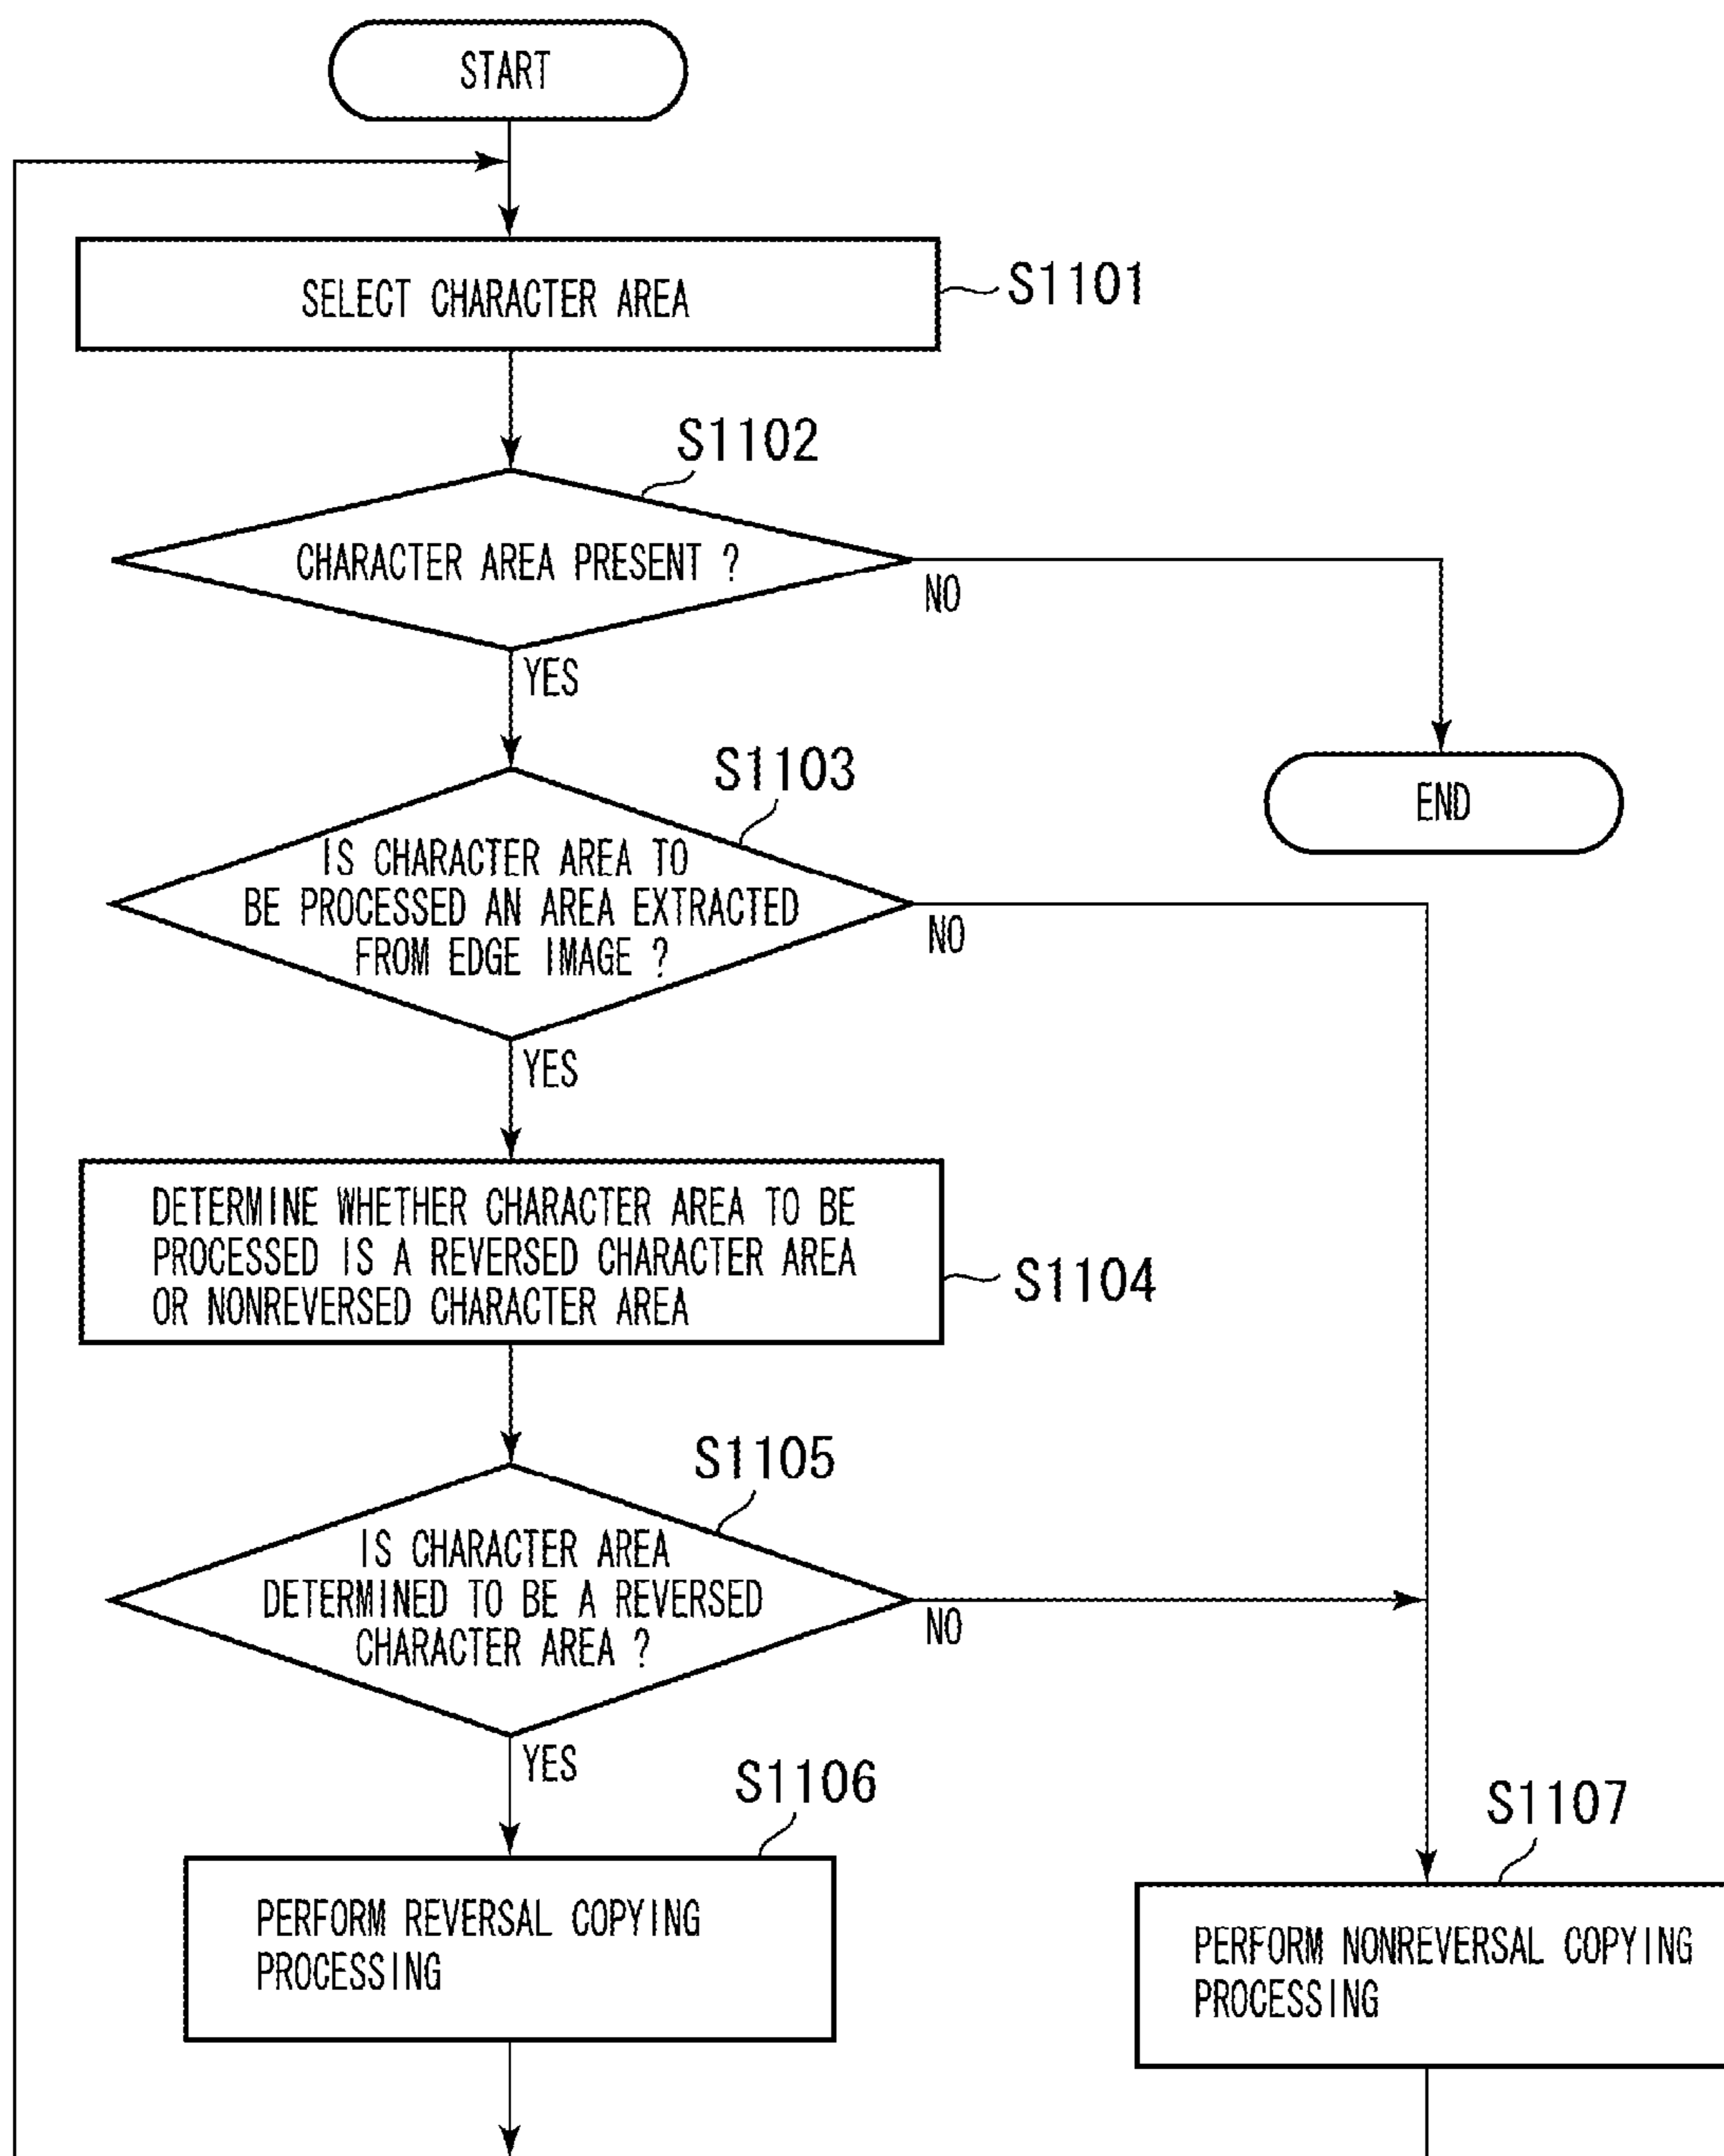 START
SELECT CHARACTER AREA
S1101
S1102
CHARACTER AREA PRESENT ?
NO
YES
S1103
END
IS CHARACTER AREA TO
BE PROCESSED AN AREA EXTRACTED
FROM EDGE IMAGE ?
NO
YES
DETERMINE WHETHER CHARACTER AREA TO BE
PROCESSED IS A REVERSED CHARACTER AREA
OR NONREVERSED CHARACTER AREA
S1104
S1105
IS CHARACTER AREA
DETERMINED TO BE A REVERSED
CHARACTER AREA ?
NO
YES
S1106
PERFORM REVERSAL COPYING
PROCESSING
S1107
PERFORM NONREVERSAL COPYING
PROCESSING